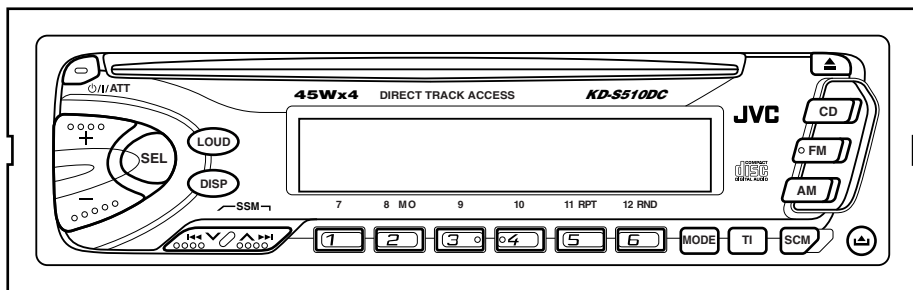 ⏻/I/ATT
45Wx4 DIRECT TRACK ACCESS KD-S510DC
JVC
CD
FM
AM
COMPACT
disc
DIGITAL AUDIO
+
SEL
−
LOUD
DISP
SSM
7 8 MO 9 10 11 RPT 12 RND
1 2 3 4 5 6
MODE TI SCM